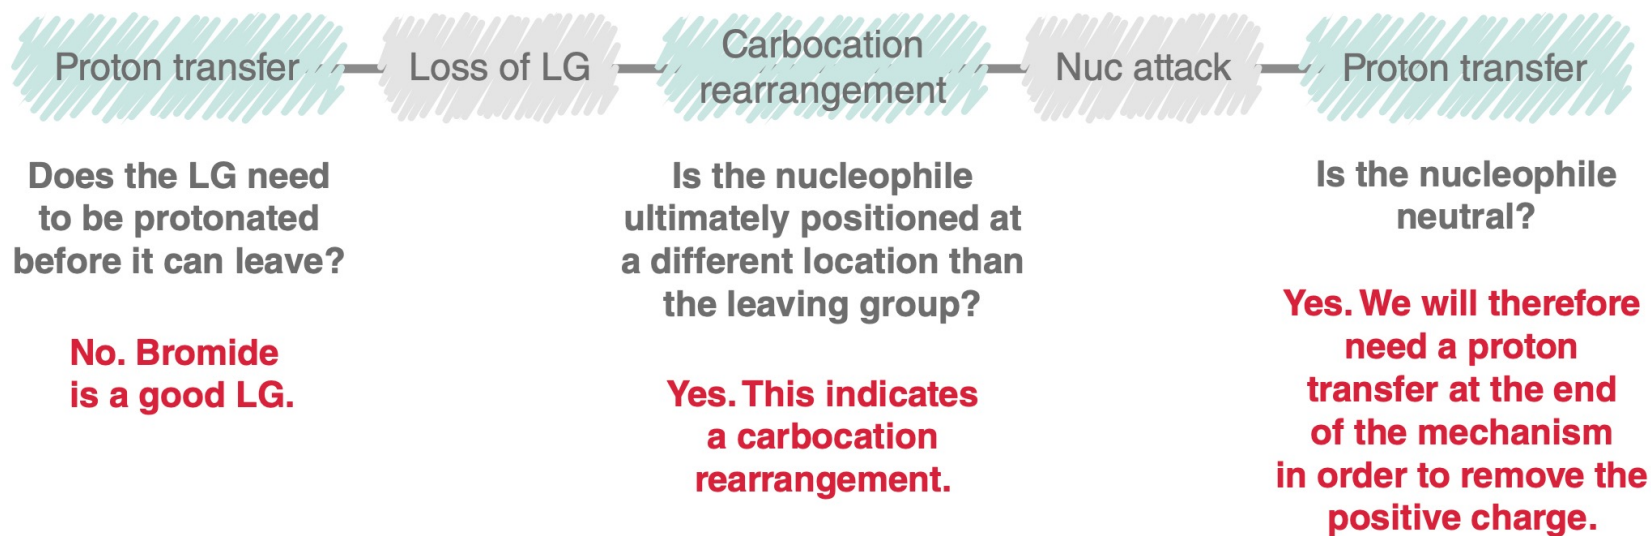 Proton transfer
Loss of LG
Carbocation
rearrangement
Nuc attack
Proton transfer
Does the LG need
to be protonated
before it can leave?
No. Bromide
is a good LG.
Is the nucleophile
ultimately positioned at
a different location than
the leaving group?
Yes. This indicates
a carbocation
rearrangement.
Is the nucleophile
neutral?
Yes. We will therefore
need a proton
transfer at the end
of the mechanism
in order to remove the
positive charge.